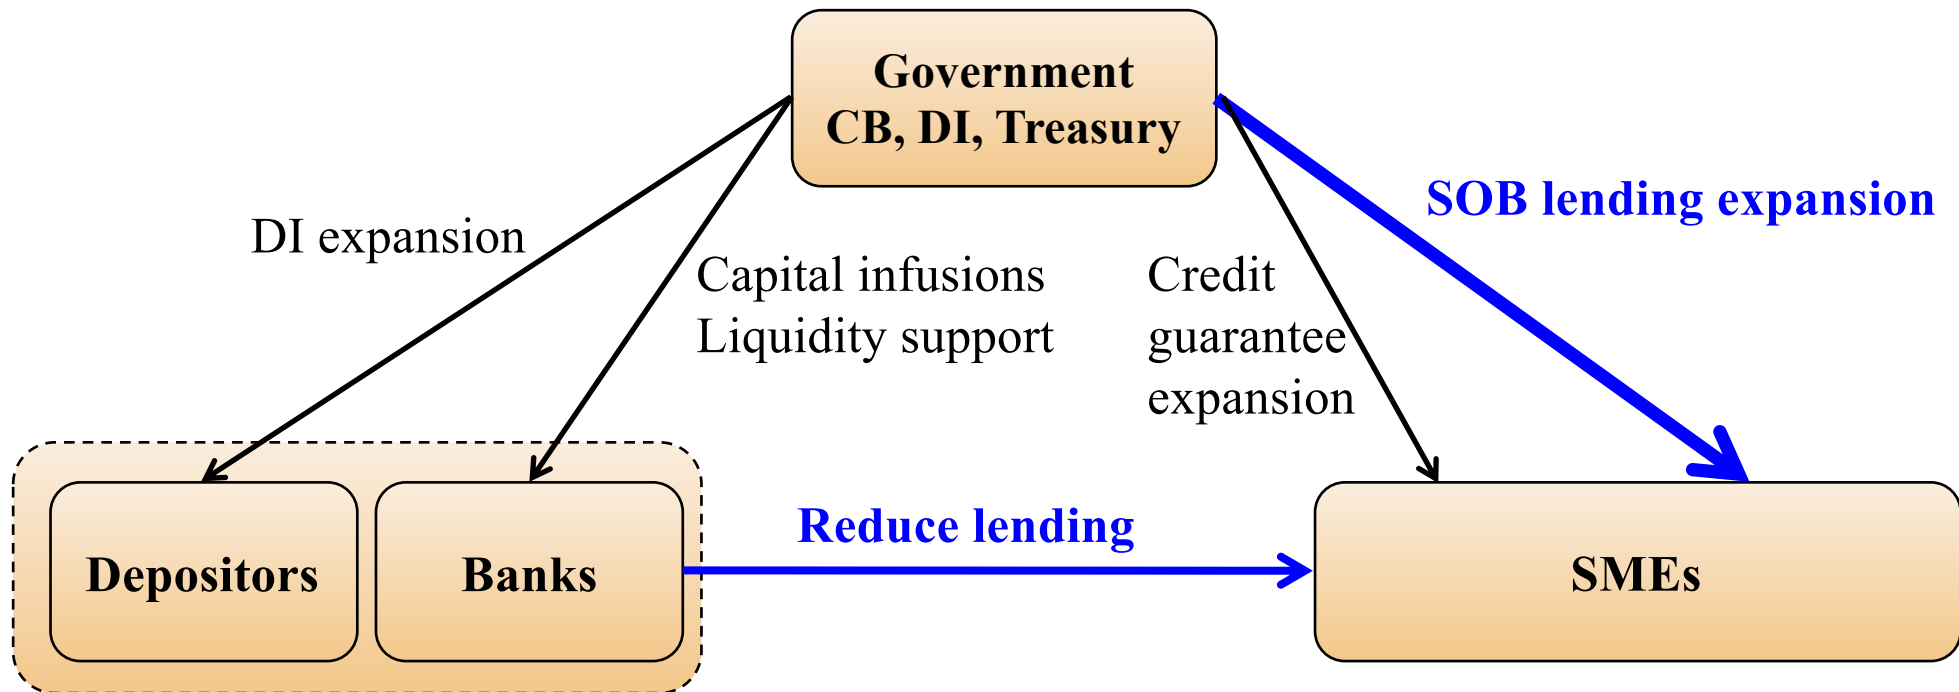 Government
CB, DI, Treasury
SOB lending expansion
DI expansion
Capital infusions
Liquidity support
Credit
guarantee
expansion
Reduce lending
Depositors
Banks
SMEs